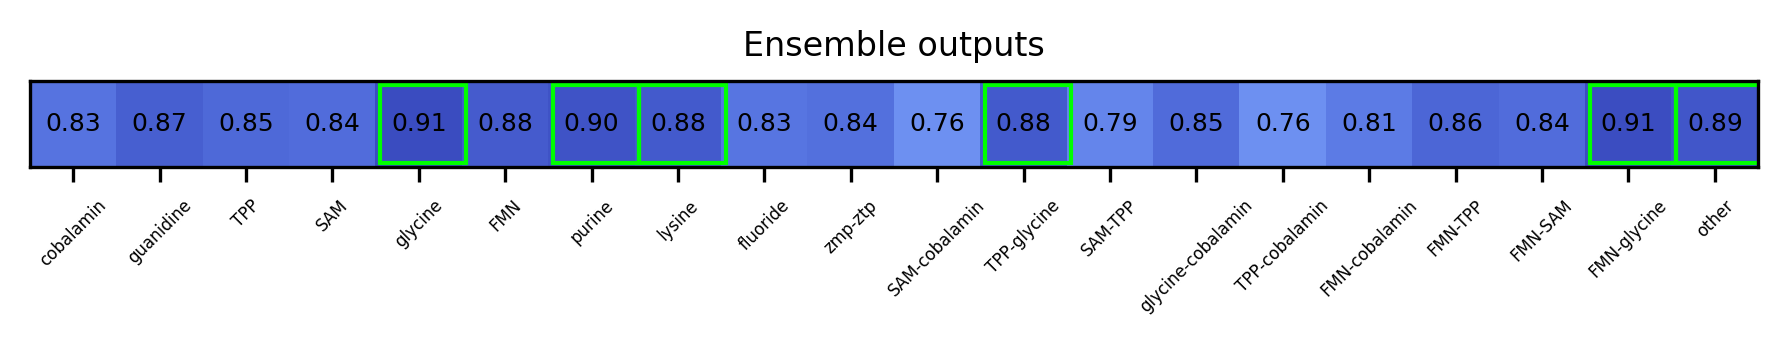 Ensemble outputs
0.83 0.87 0.85 0.84 0.91 0.88 0.90 0.88 0.83 0.84 0.76 0.88 0.79 0.85 0.76 0.81 0.86 0.84 0.91 0.89
cobalamin guanidine TPP SAM glycine FMN purine lysine fluoride zmp-ztp SAM-cobalamin TPP-glycine SAM-TPP glycine-cobalamin TPP-cobalamin FMN-cobalamin FMN-TPP FMN-SAM FMN-glycine other